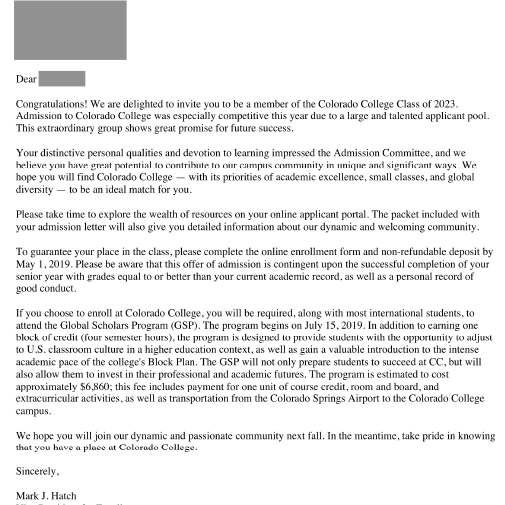 Dear
Congratulations! We are delighted to invite you to be a member of the Colorado College Class of 2023.
Admission to Colorado College was especially competitive this year due to a large and talented applicant pool.
This extraordinary group shows great promise for future success.
Your distinctive personal qualities and devotion to learning impressed the Admission Committee, and we
believe you have great potential to contribute to our campus community in unique and significant ways. We
hope you will find Colorado College — with its priorities of academic excellence, small classes, and global
diversity — to be an ideal match for you.
Please take time to explore the wealth of resources on your online applicant portal. The packet included with
your admission letter will also give you detailed information about our dynamic and welcoming community.
To guarantee your place in the class, please complete the online enrollment form and non-refundable deposit by
May 1, 2019. Please be aware that this offer of admission is contingent upon the successful completion of your
senior year with grades equal to or better than your current academic record, as well as a personal record of
good conduct.
If you choose to enroll at Colorado College, you will be required, along with most international students, to
attend the Global Scholars Program (GSP). The program begins on July 15, 2019. In addition to earning one
block of credit (four semester hours), the program is designed to provide students with the opportunity to adjust
to U.S. classroom culture in a higher education context, as well as gain a valuable introduction to the intense
academic pace of the college's Block Plan. The GSP will not only prepare students to succeed at CC, but will
also allow them to invest in their professional and academic futures. The program is estimated to cost
approximately $6,860; this fee includes payment for one unit of course credit, room and board, and
extracurricular activities, as well as transportation from the Colorado Springs Airport to the Colorado College
campus.
We hope you will join our dynamic and passionate community next fall. In the meantime, take pride in knowing
that you have a place at Colorado College.
Sincerely,
Mark J. Hatch